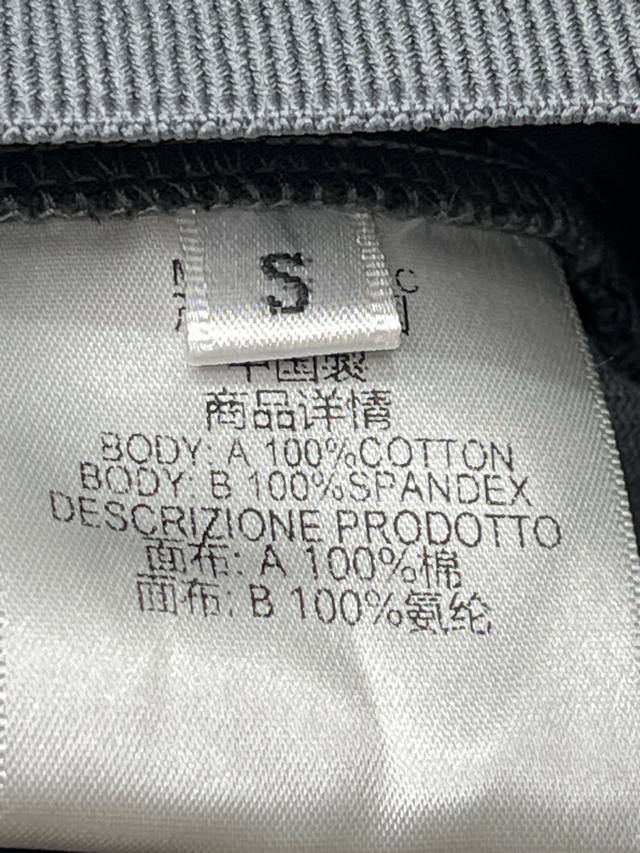 S
中国製
商品详情
BODY: A 100%COTTON
BODY: B 100%SPANDEX
DESCRIZIONE PRODOTTO
面布: A 100%棉
面布: B 100%氨纶